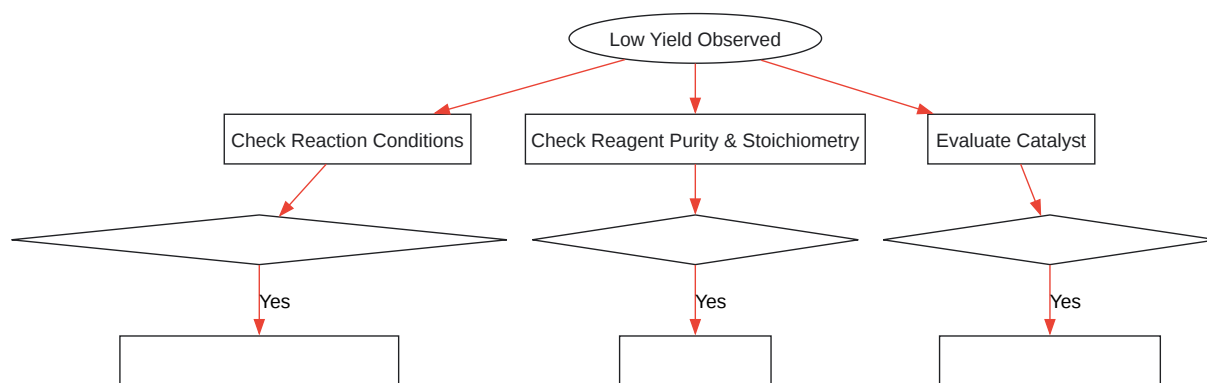 Low Yield Observed
Check Reaction Conditions
Check Reagent Purity & Stoichiometry
Evaluate Catalyst
Yes
Yes
Yes